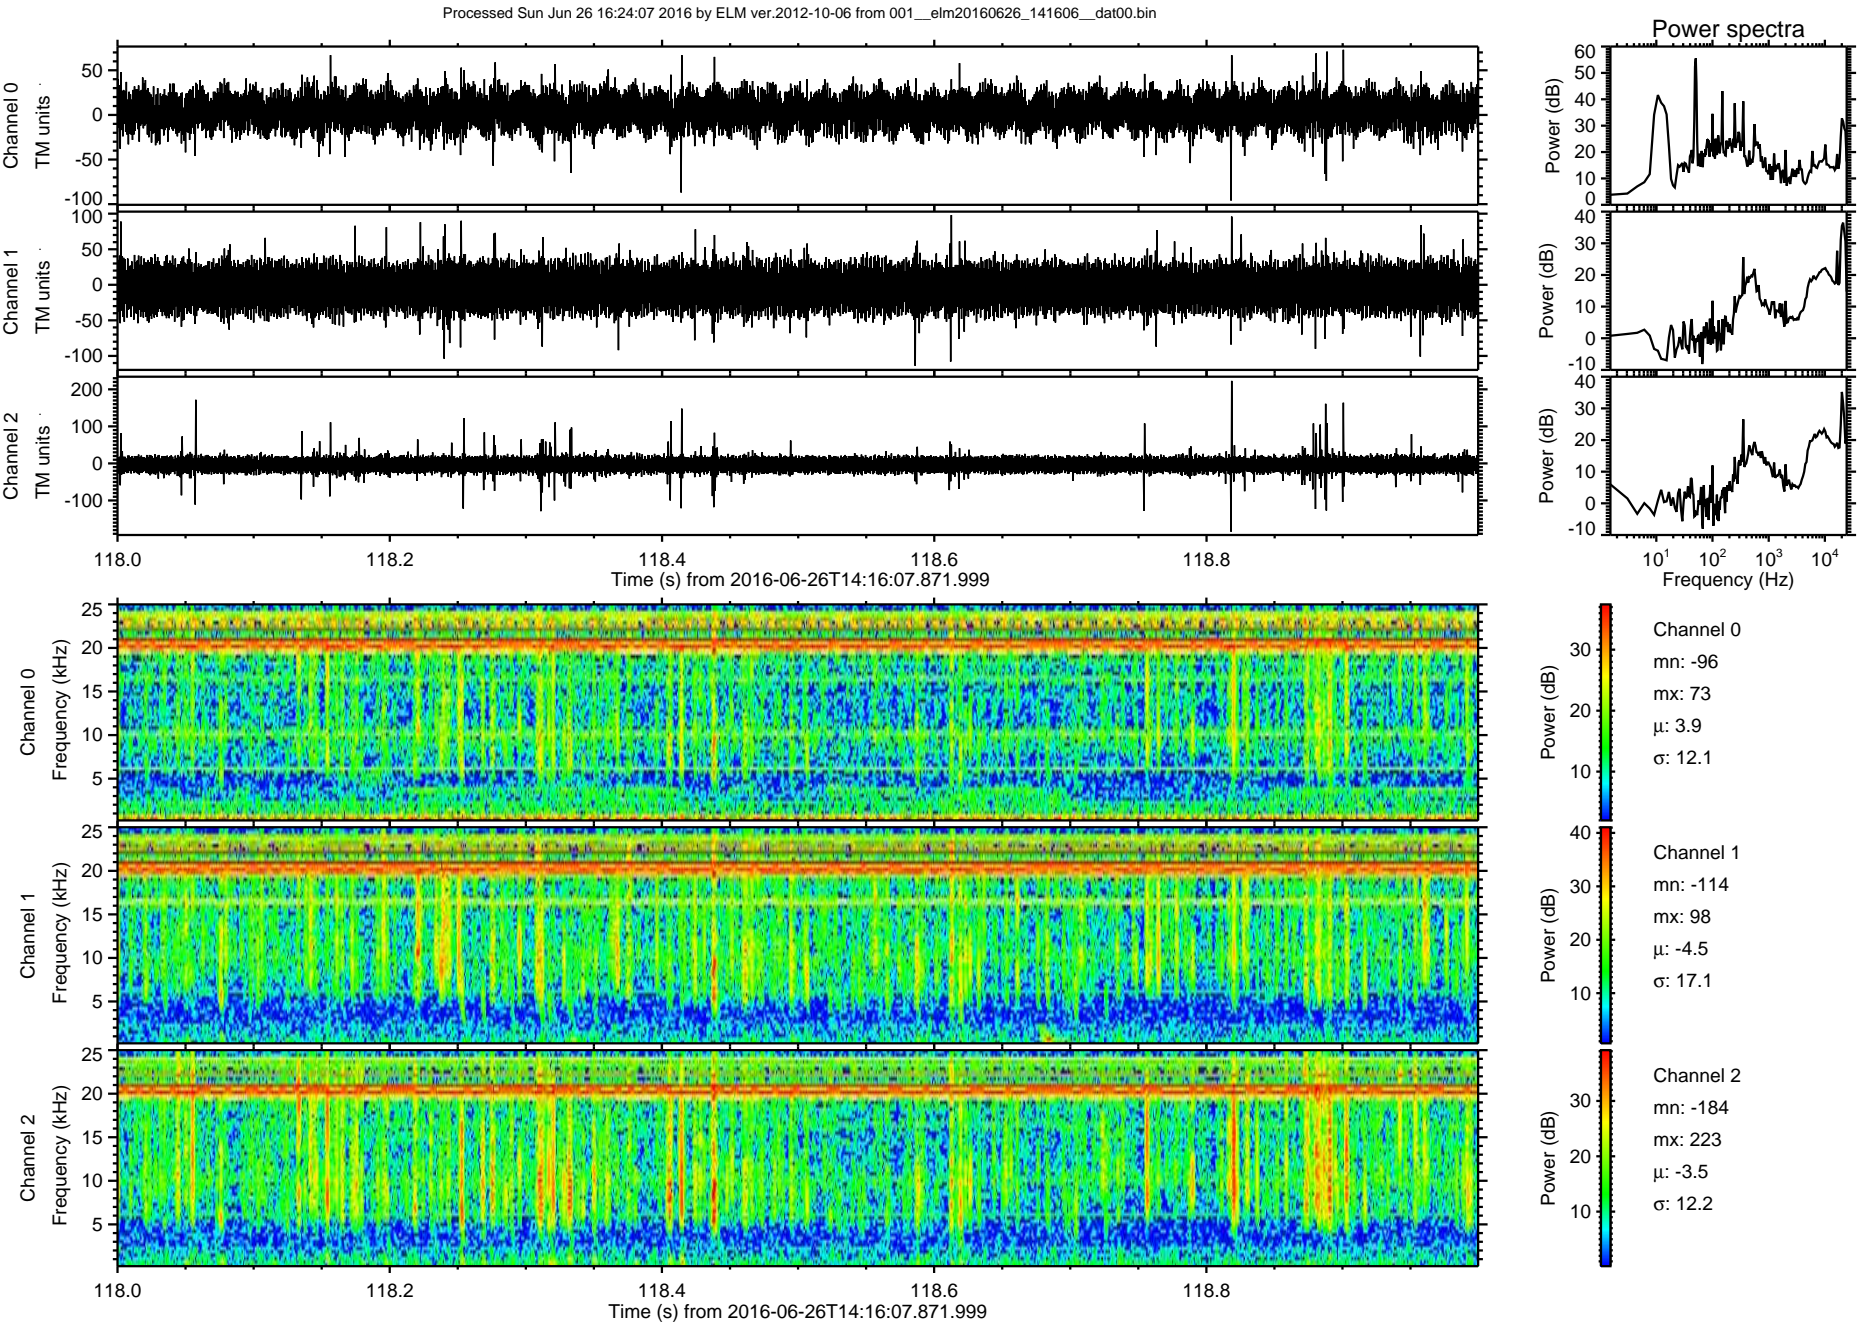 Processed Sun Jun 26 16:24:07 2016 by ELM ver.2012-10-06 from 001__elm20160626_141606__dat00.bin
Power spectra
Channel 0
TM units
50
0
-50
-100
Power (dB)
60
50
40
30
20
10
0
Channel 1
TM units
100
50
0
-50
-100
Power (dB)
40
30
20
10
0
-10
Channel 2
TM units
200
100
0
-100
Power (dB)
40
30
20
10
0
-10
118.0 118.2 118.4 118.6 118.8
Time (s) from 2016-06-26T14:16:07.871.999
10^1 10^2 10^3 10^4
Frequency (Hz)
Channel 0
Frequency (kHz)
25
20
15
10
5
Power (dB)
30
20
10
Channel 0
mn: -96
mx: 73
μ: 3.9
σ: 12.1
Channel 1
Frequency (kHz)
25
20
15
10
5
Power (dB)
40
30
20
10
Channel 1
mn: -114
mx: 98
μ: -4.5
σ: 17.1
Channel 2
Frequency (kHz)
25
20
15
10
5
Power (dB)
30
20
10
Channel 2
mn: -184
mx: 223
μ: -3.5
σ: 12.2
118.0 118.2 118.4 118.6 118.8
Time (s) from 2016-06-26T14:16:07.871.999